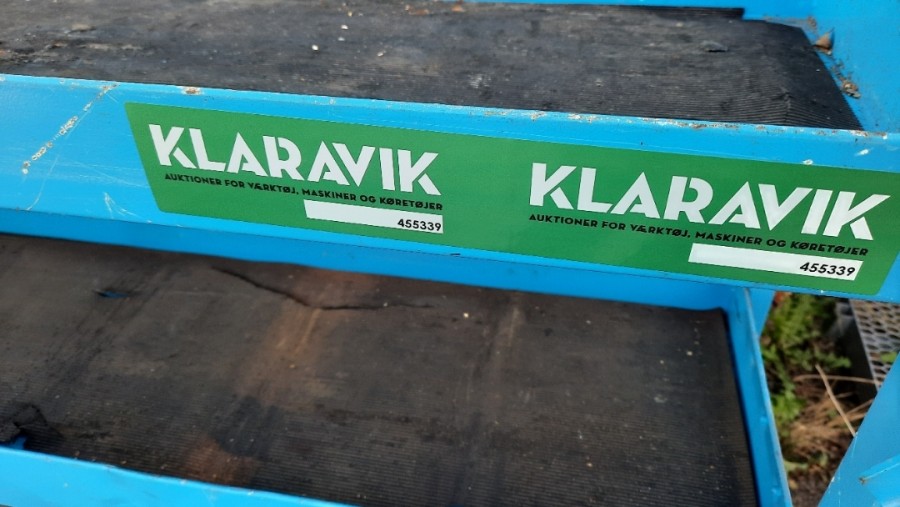 KLARAVIK
AUKTIONER FOR VÆRKTØJ, MASKINER OG KØRETØJER
455339
KLARAVIK
AUKTIONER FOR VÆRKTØJ, MASKINER OG KØRETØJER
455339